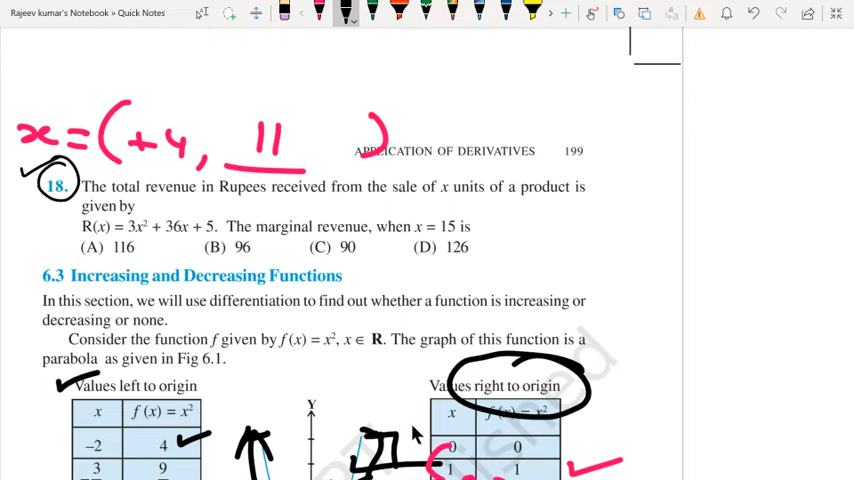 Rajeev kumar's Notebook » Quick Notes
x = (+4, 11 )
APPLICATION OF DERIVATIVES 199
18. The total revenue in Rupees received from the sale of x units of a product is
given by
R(x) = 3x² + 36x + 5. The marginal revenue, when x = 15 is
(A) 116 (B) 96 (C) 90 (D) 126
6.3 Increasing and Decreasing Functions
In this section, we will use differentiation to find out whether a function is increasing or
decreasing or none.
Consider the function f given by f (x) = x², x ∈ R. The graph of this function is a
parabola as given in Fig 6.1.
Values left to origin
x f (x) = x²
–2 4
3 9
Y
Values right to origin
x f (x) = x²
0 0
1 1